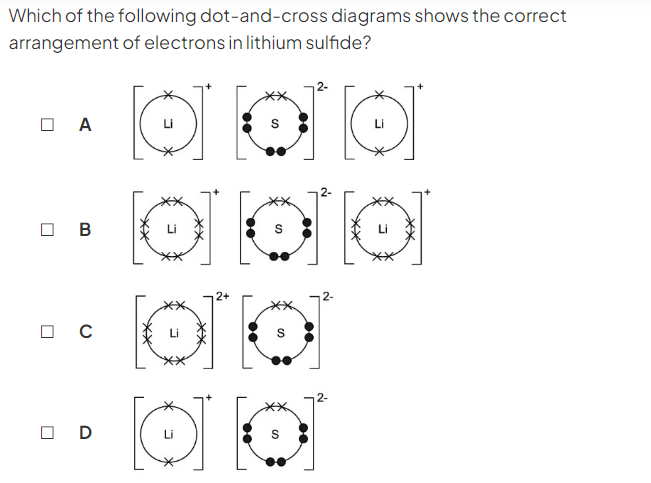 Which of the following dot-and-cross diagrams shows the correct
arrangement of electrons in lithium sulfide?
A Li + S 2- Li +
B Li + S 2- Li +
C Li 2+ S 2-
D Li + S 2-